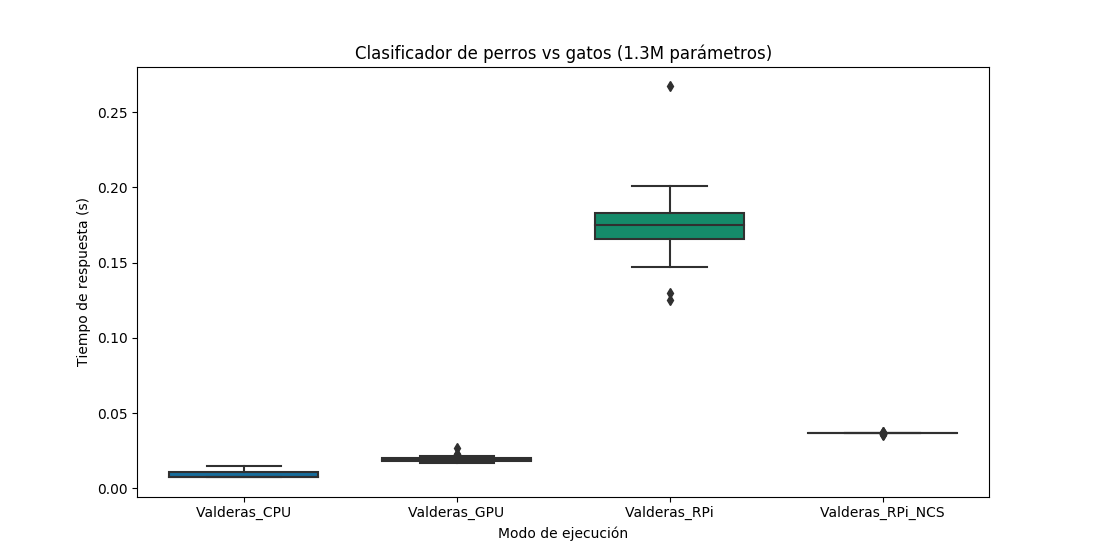 Clasificador de perros vs gatos (1.3M parámetros)
Tiempo de respuesta (s)
0.25
0.20
0.15
0.10
0.05
0.00
Valderas_CPU
Valderas_GPU
Valderas_RPi
Valderas_RPi_NCS
Modo de ejecución